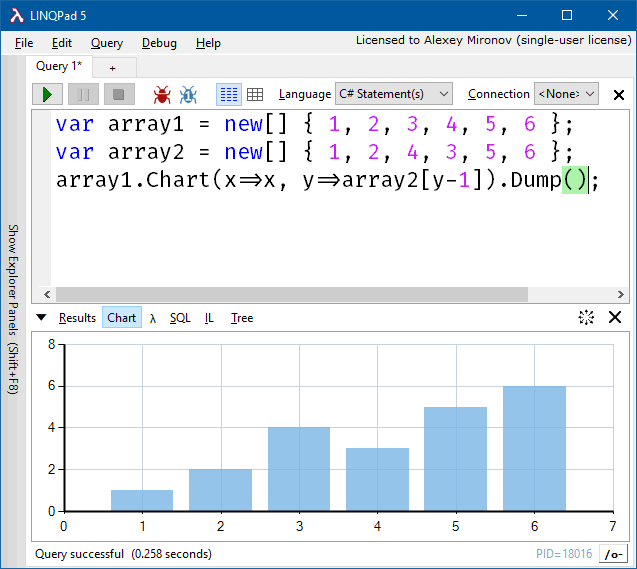 LINQPad 5
File Edit Query Debug Help Licensed to Alexey Mironov (single-user license)
Query 1* +
Language C# Statement(s) Connection <None>
var array1 = new[] { 1, 2, 3, 4, 5, 6 };
var array2 = new[] { 1, 2, 4, 3, 5, 6 };
array1.Chart(x=>x, y=>array2[y-1]).Dump();
Show Explorer Panels (Shift+F8)
Results Chart λ SQL IL Tree
8
6
4
2
0
0 1 2 3 4 5 6 7
Query successful (0.258 seconds) PID=18016 /o-